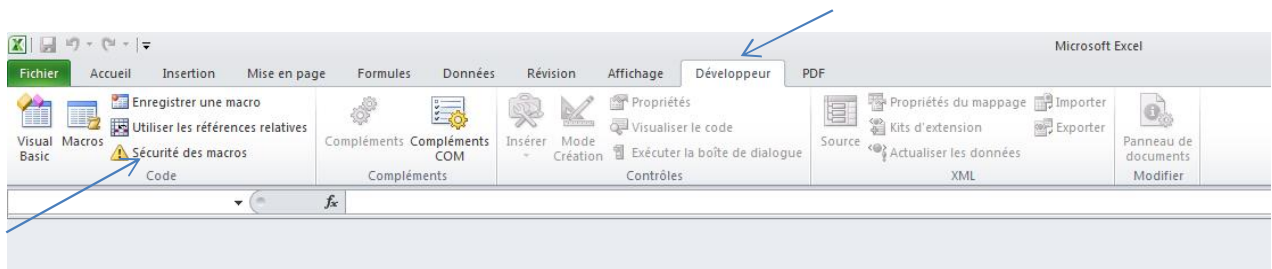 Microsoft Excel
Fichier Accueil Insertion Mise en page Formules Données Révision Affichage Développeur PDF
Visual Basic
Macros
Enregistrer une macro
Utiliser les références relatives
Sécurité des macros
Code
Compléments
Compléments COM
Compléments
Insérer
Mode Création
Propriétés
Visualiser le code
Exécuter la boîte de dialogue
Contrôles
Source
Propriétés du mappage
Kits d'extension
Actualiser les données
Importer
Exporter
XML
Panneau de documents
Modifier
fx